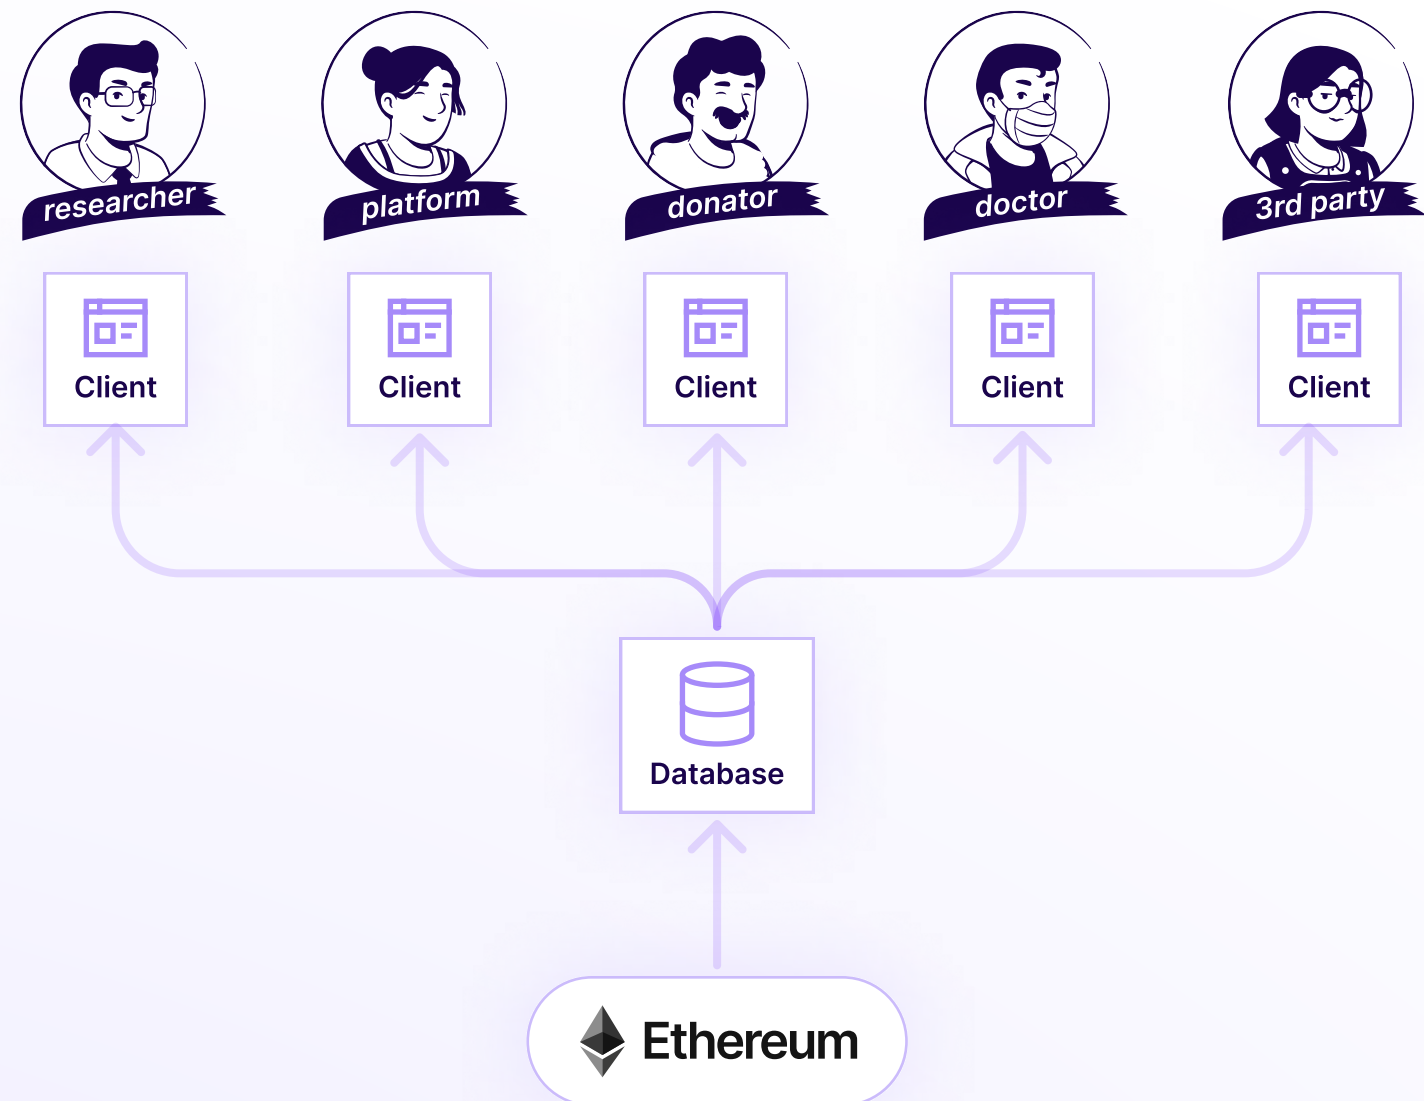 researcher
platform
donator
doctor
3rd party
Client
Client
Client
Client
Client
Database
Ethereum